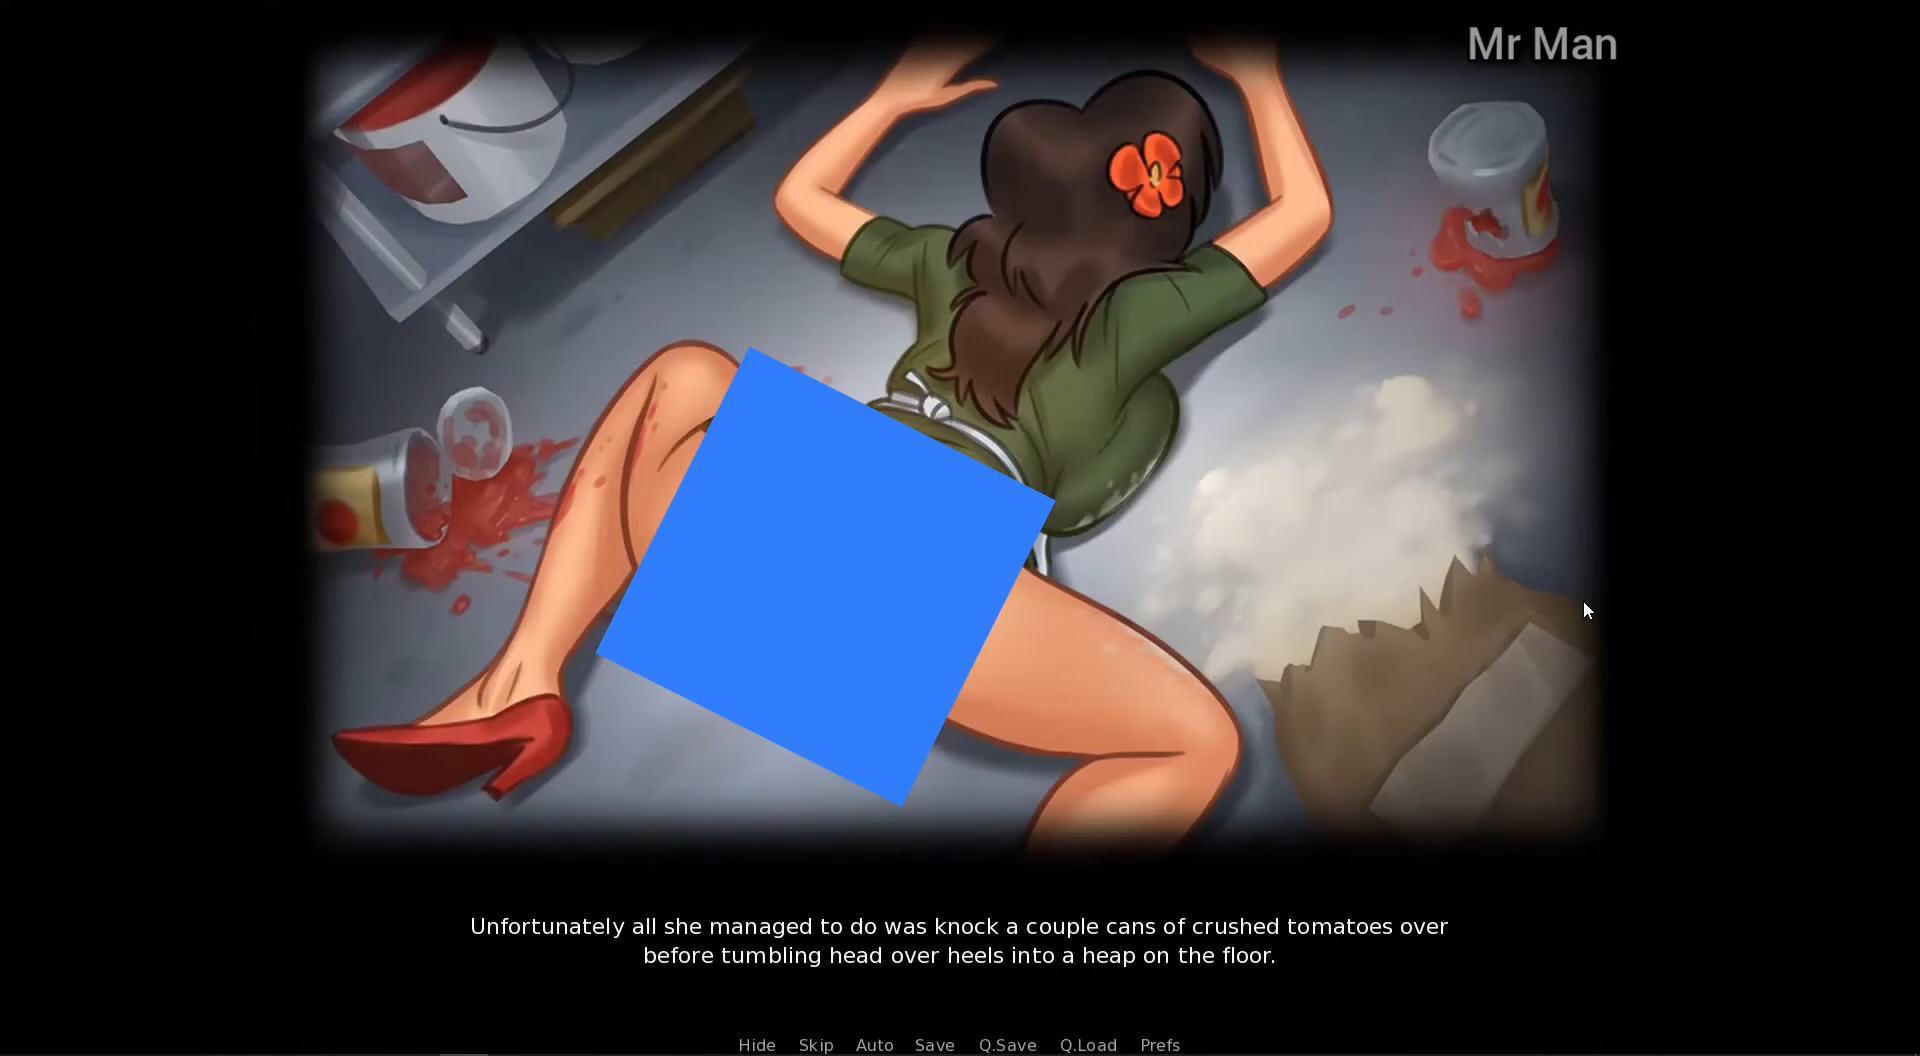 Mr Man
Unfortunately all she managed to do was knock a couple cans of crushed tomatoes over
before tumbling head over heels into a heap on the floor.
Hide Skip Auto Save Q.Save Q.Load Prefs